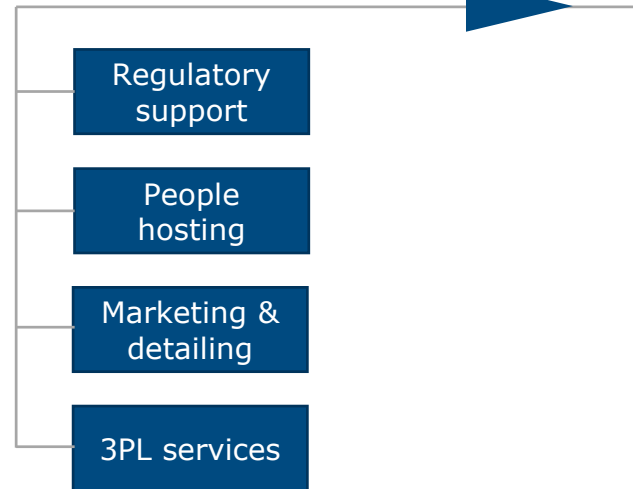 Regulatory
support
People
hosting
Marketing &
detailing
3PL services